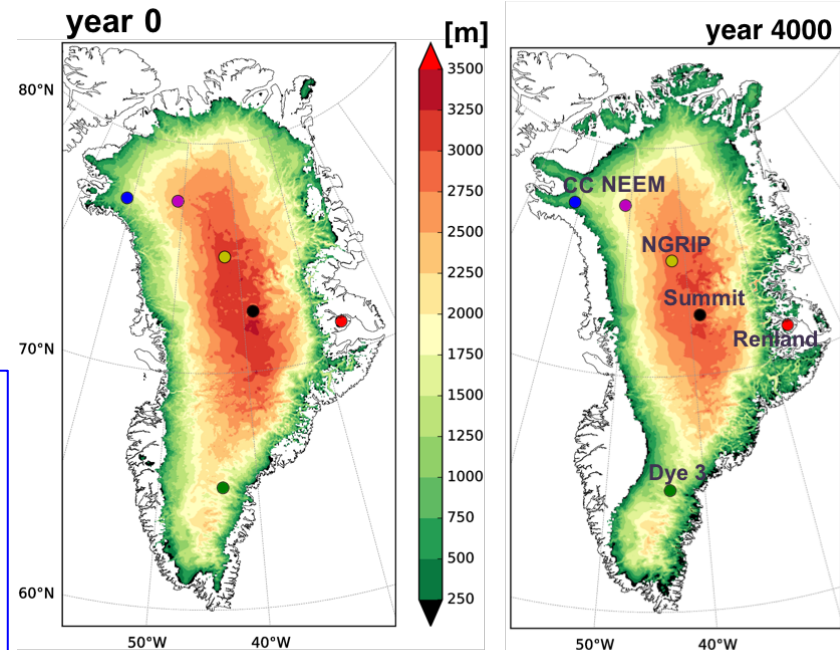 year 0
[m]
year 4000
80°N
70°N
60°N
50°W
40°W
3500
3250
3000
2750
2500
2250
2000
1750
1500
1250
1000
750
500
250
CC NEEM
NGRIP
Summit
Renland
Dye 3
50°W
40°W